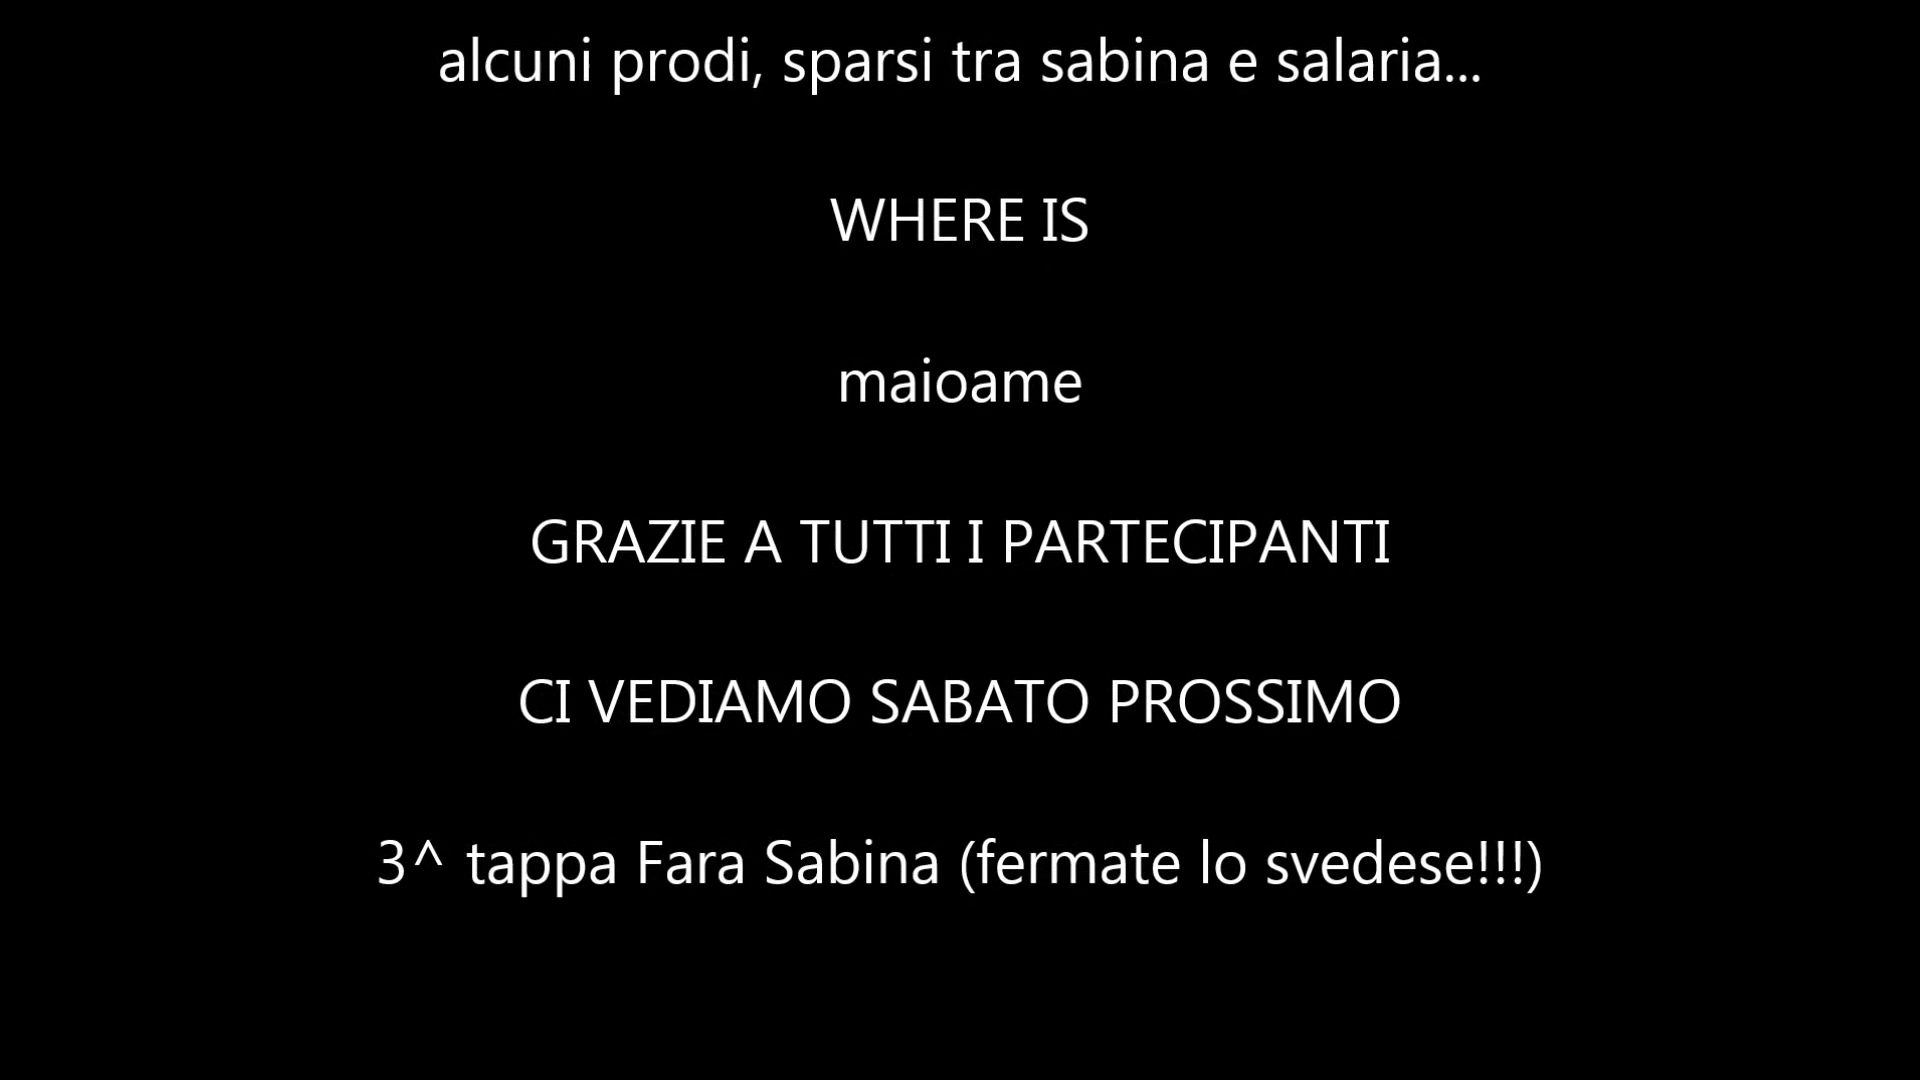 alcuni prodi, sparsi tra sabina e salaria...
WHERE IS
maioame
GRAZIE A TUTTI I PARTECIPANTI
CI VEDIAMO SABATO PROSSIMO
3^ tappa Fara Sabina (fermate lo svedese!!!)